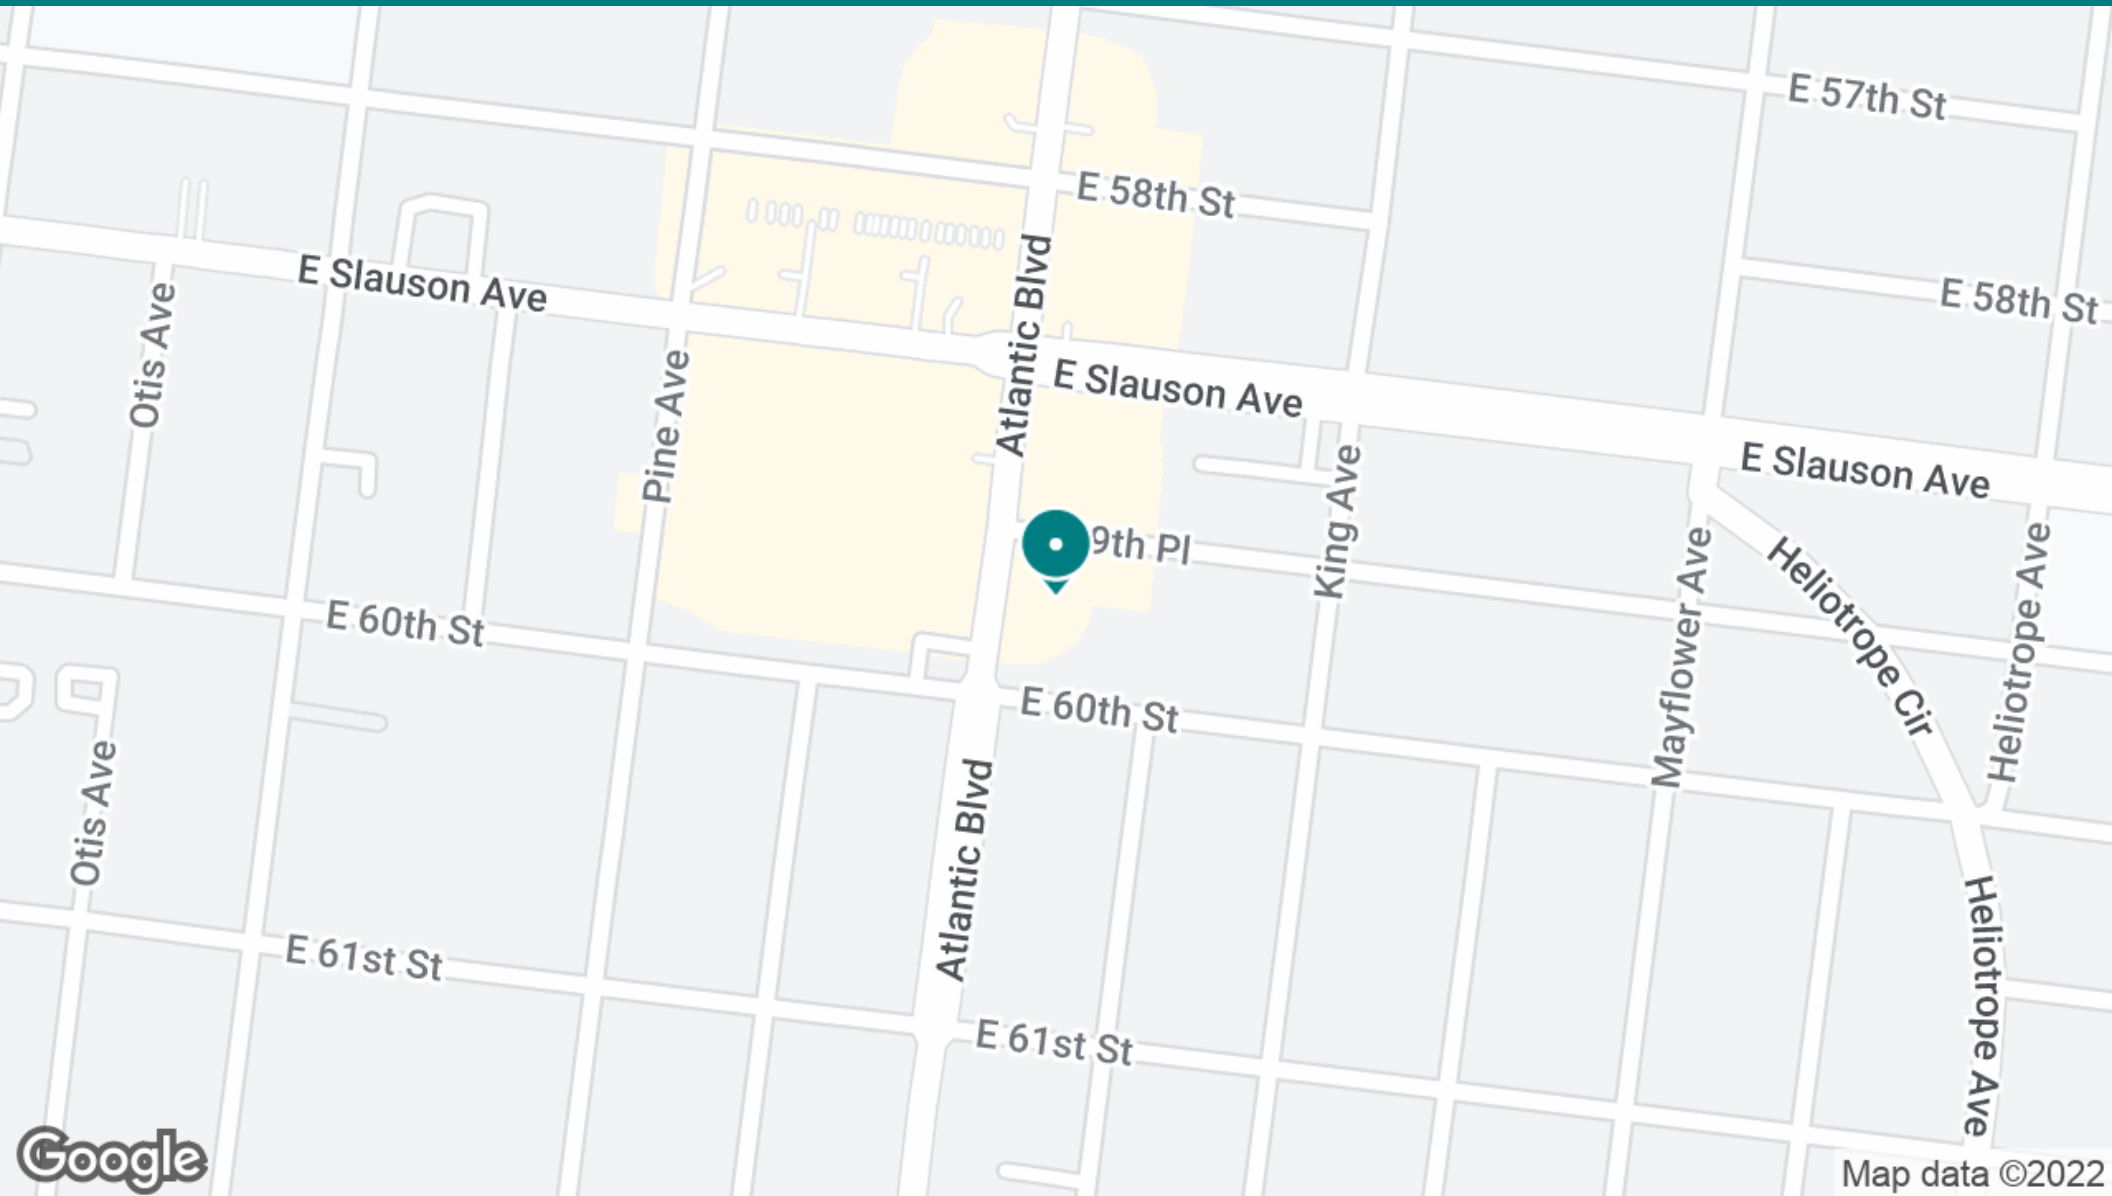 E 57th St
E 58th St
E Slauson Ave
Atlantic Blvd
E 58th St
Otis Ave
Pine Ave
E Slauson Ave
E Slauson Ave
King Ave
9th Pl
Mayflower Ave
Heliotrope Cir
Heliotrope Ave
E 60th St
E 60th St
Otis Ave
Atlantic Blvd
Heliotrope Ave
E 61st St
E 61st St
Google
Map data ©2022